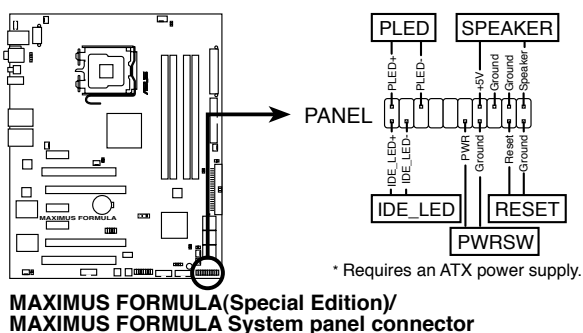 PLED SPEAKER
PLED+
PLED-
+5V
Ground
Ground
Speaker
PANEL
IDE_LED+
IDE_LED-
PWR
Ground
Reset
Ground
IDE_LED RESET
PWRSW
* Requires an ATX power supply.
ASUS
MAXIMUS FORMULA
MAXIMUS FORMULA(Special Edition)/
MAXIMUS FORMULA System panel connector